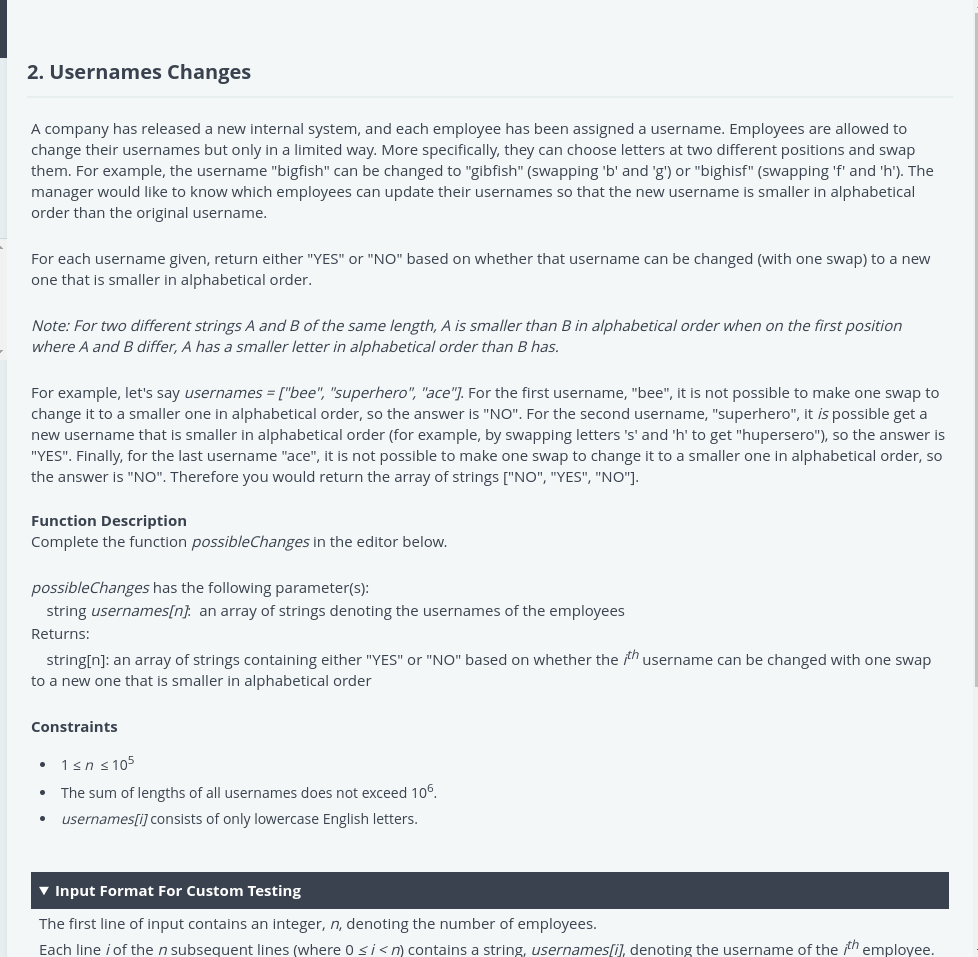 2. Usernames Changes
A company has released a new internal system, and each employee has been assigned a username. Employees are allowed to
change their usernames but only in a limited way. More specifically, they can choose letters at two different positions and swap
them. For example, the username "bigfish" can be changed to "gibfish" (swapping 'b' and 'g') or "bighisf" (swapping 'f' and 'h'). The
manager would like to know which employees can update their usernames so that the new username is smaller in alphabetical
order than the original username.
For each username given, return either "YES" or "NO" based on whether that username can be changed (with one swap) to a new
one that is smaller in alphabetical order.
Note: For two different strings A and B of the same length, A is smaller than B in alphabetical order when on the first position
where A and B differ, A has a smaller letter in alphabetical order than B has.
For example, let's say usernames = ["bee", "superhero", "ace"]. For the first username, "bee", it is not possible to make one swap to
change it to a smaller one in alphabetical order, so the answer is "NO". For the second username, "superhero", it is possible get a
new username that is smaller in alphabetical order (for example, by swapping letters 's' and 'h' to get "hupersero"), so the answer is
"YES". Finally, for the last username "ace", it is not possible to make one swap to change it to a smaller one in alphabetical order, so
the answer is "NO". Therefore you would return the array of strings ["NO", "YES", "NO"].
Function Description
Complete the function possibleChanges in the editor below.
possibleChanges has the following parameter(s):
string usernames[n]: an array of strings denoting the usernames of the employees
Returns:
string[n]: an array of strings containing either "YES" or "NO" based on whether the i^th username can be changed with one swap
to a new one that is smaller in alphabetical order
Constraints
• 1 ≤ n ≤ 10^5
• The sum of lengths of all usernames does not exceed 10^6.
• usernames[i] consists of only lowercase English letters.
▼ Input Format For Custom Testing
The first line of input contains an integer, n, denoting the number of employees.
Each line i of the n subsequent lines (where 0 ≤ i < n) contains a string, usernames[i], denoting the username of the i^th employee.